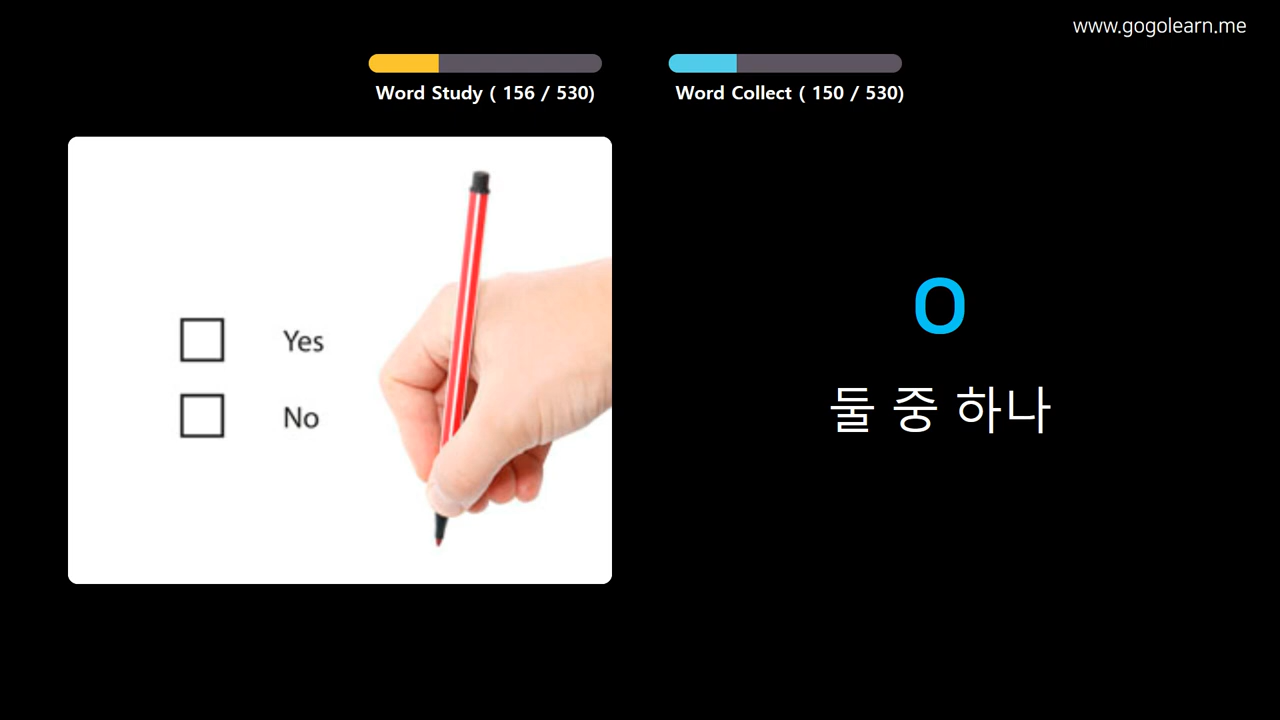 www.gogolearn.me
Word Study ( 156 / 530)
Word Collect ( 150 / 530)
Yes
No
o
둘 중 하나